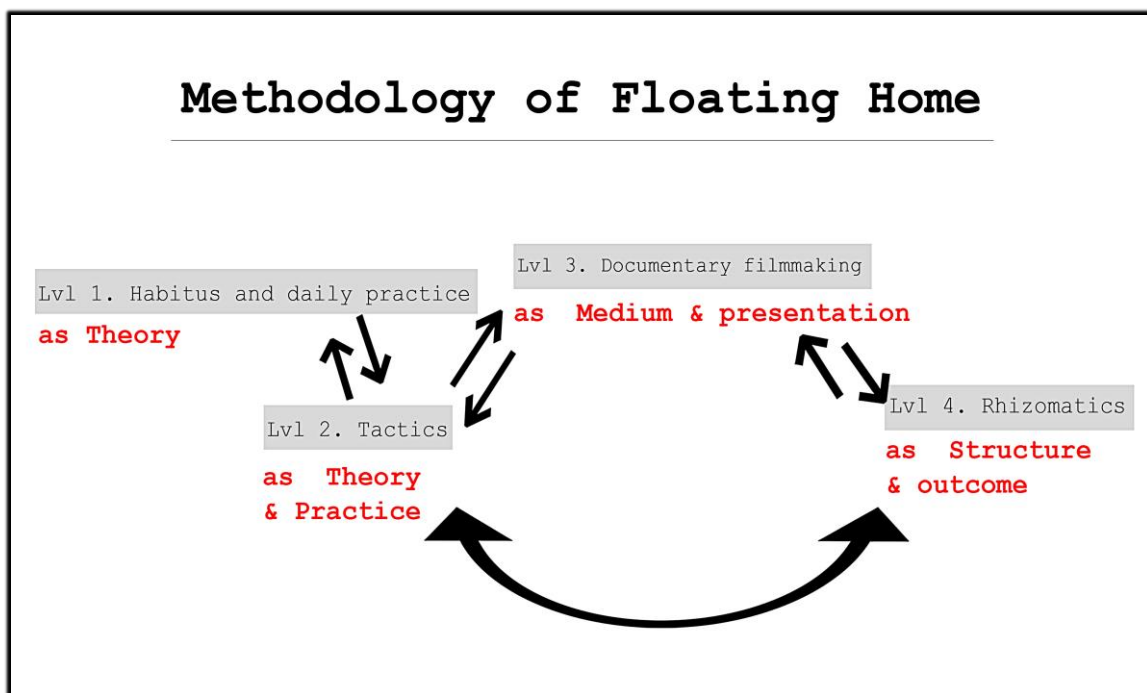 Methodology of Floating Home
Lvl 1. Habitus and daily practice
as Theory
Lvl 2. Tactics
as Theory
& Practice
Lvl 3. Documentary filmmaking
as Medium & presentation
Lvl 4. Rhizomatics
as Structure
& outcome